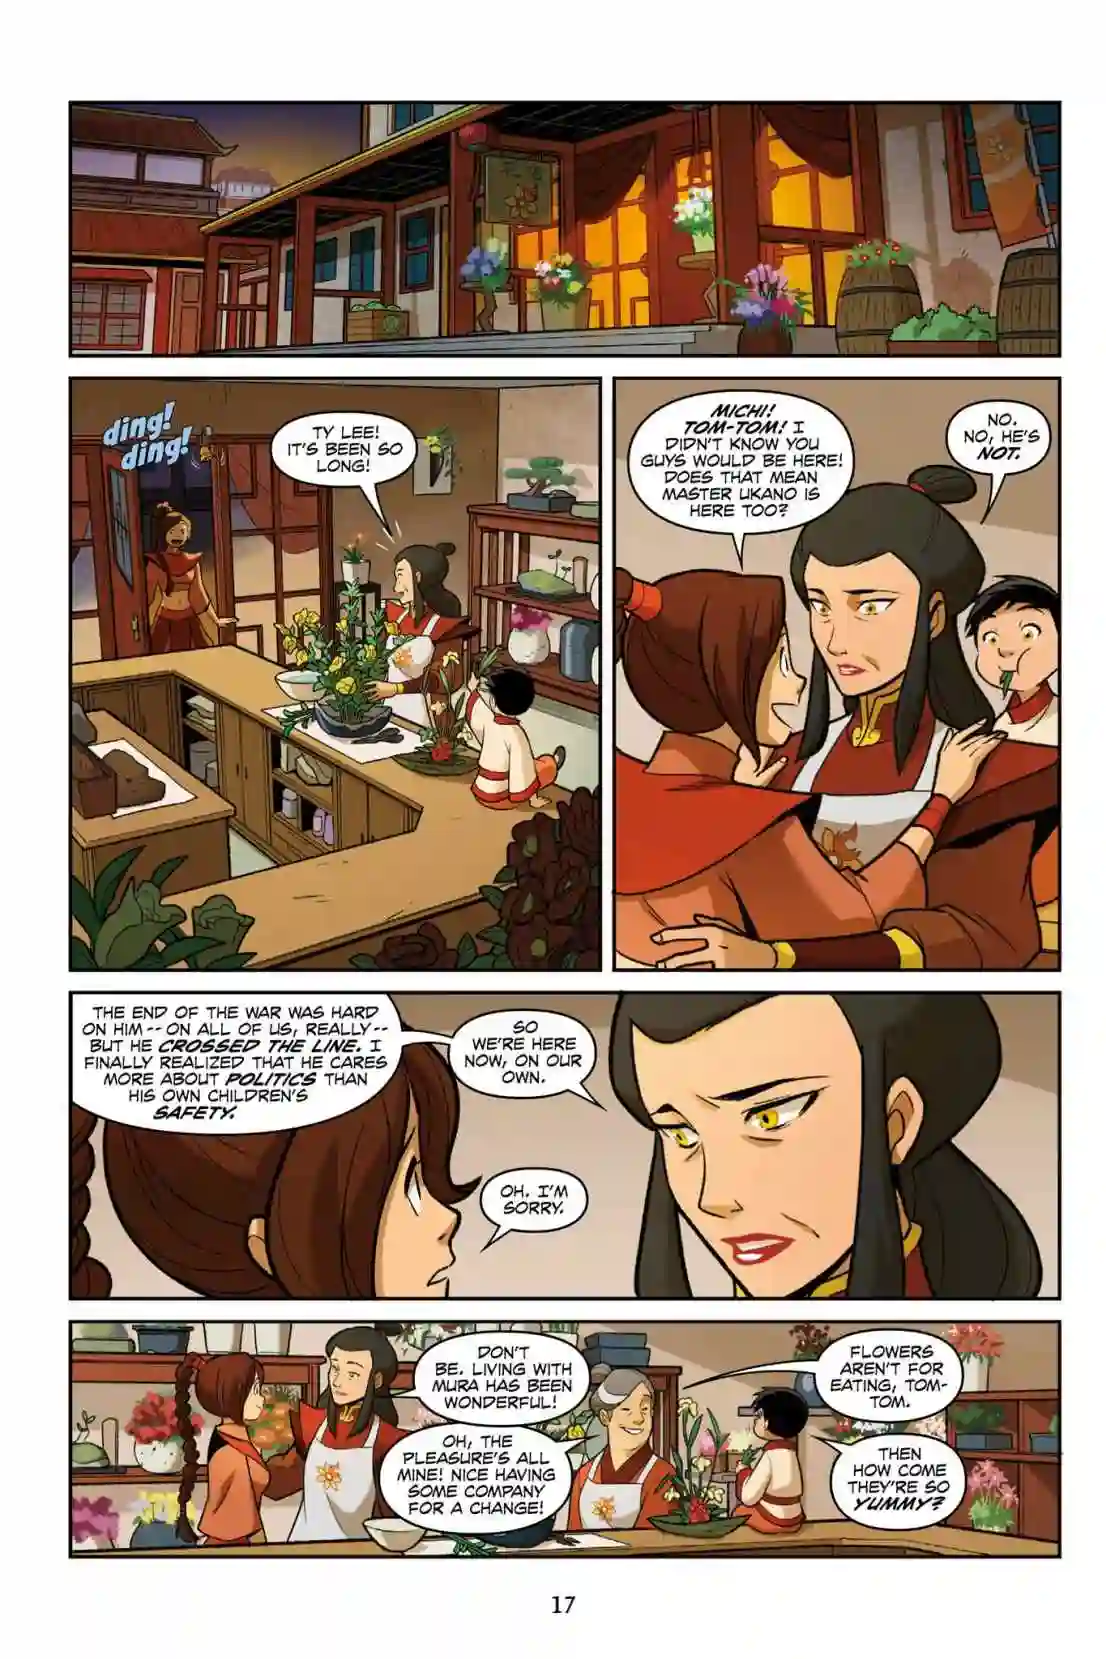 ding!
ding!
TY LEE!
IT'S BEEN SO
LONG!
MICHI!
TOM-TOM! I
DIDN'T KNOW YOU
GUYS WOULD BE HERE!
DOES THAT MEAN
MASTER UKANO IS
HERE TOO?
NO.
NO, HE'S
NOT.
THE END OF THE WAR WAS HARD
ON HIM -- ON ALL OF US, REALLY --
BUT HE CROSSED THE LINE. I
FINALLY REALIZED THAT HE CARES
MORE ABOUT POLITICS THAN
HIS OWN CHILDREN'S
SAFETY.
SO
WE'RE HERE
NOW, ON OUR
OWN.
OH. I'M
SORRY.
DON'T
BE. LIVING WITH
MURA HAS BEEN
WONDERFUL!
OH, THE
PLEASURE'S ALL
MINE! NICE HAVING
SOME COMPANY
FOR A CHANGE!
FLOWERS
AREN'T FOR
EATING, TOM-
TOM.
THEN
HOW COME
THEY'RE SO
YUMMY?
17